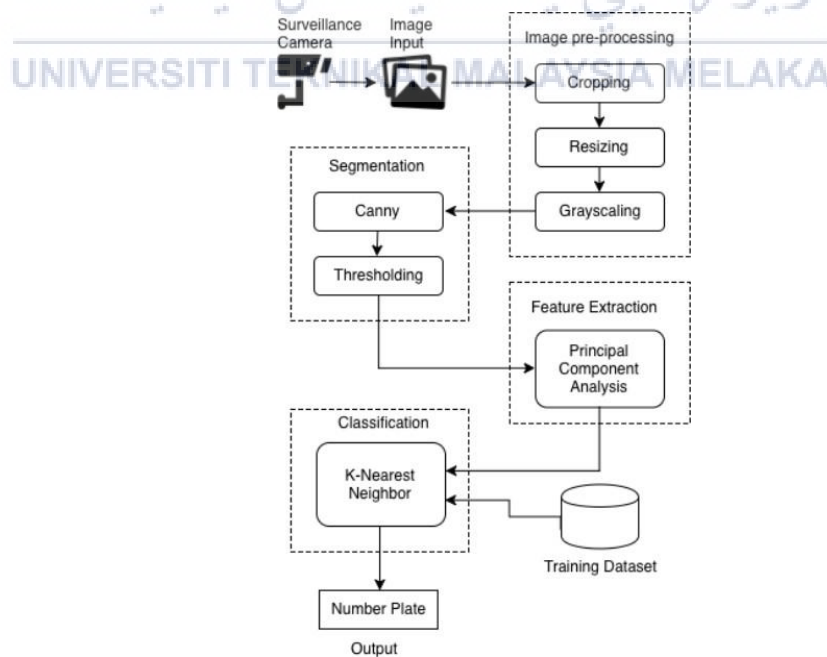 Surveillance Camera
Image Input
UNIVERSITI TEKNIKAL MALAYSIA MELAKA
Image pre-processing
Cropping
Resizing
Grayscaling
Segmentation
Canny
Thresholding
Feature Extraction
Principal
Component
Analysis
Classification
K-Nearest
Neighbor
Training Dataset
Number Plate
Output